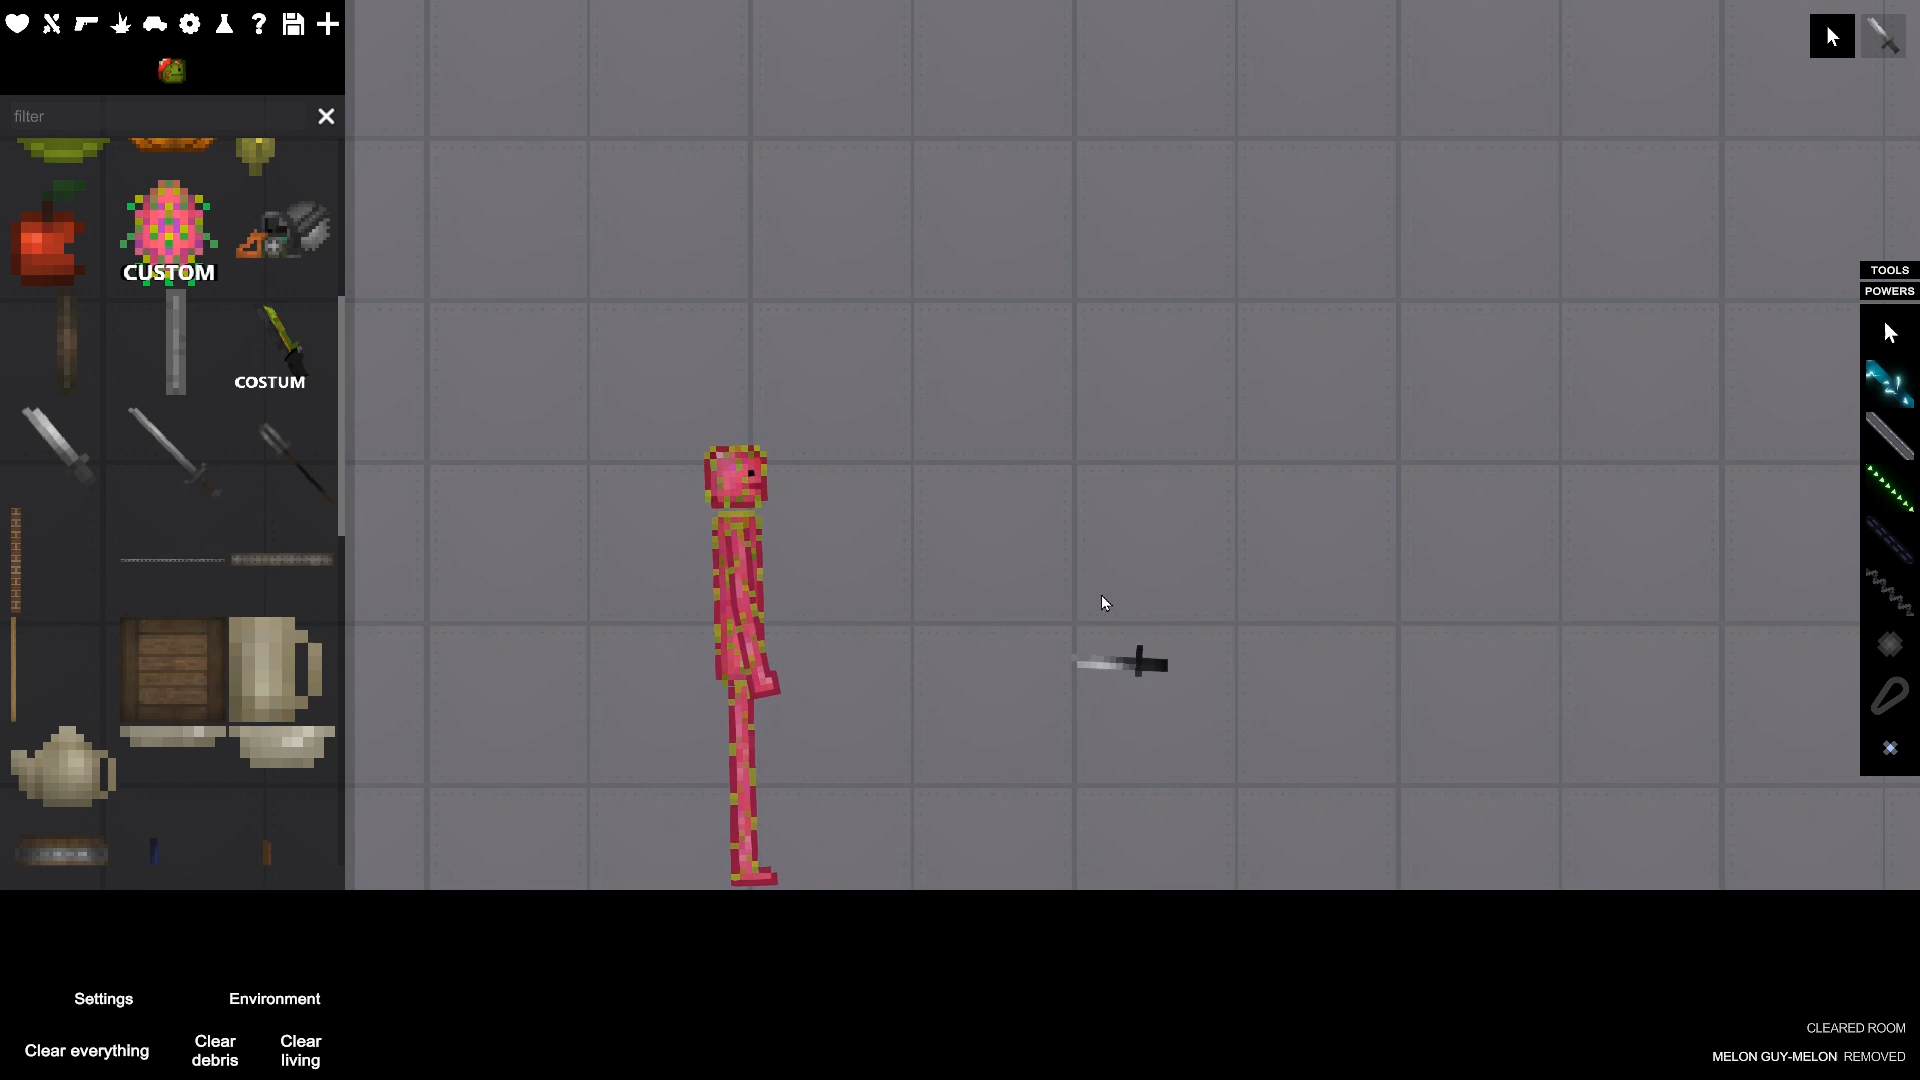 filter
CUSTOM
COSTUM
TOOLS
POWERS
Settings
Environment
Clear everything
Clear
debris
Clear
living
CLEARED ROOM
MELON GUY-MELON REMOVED